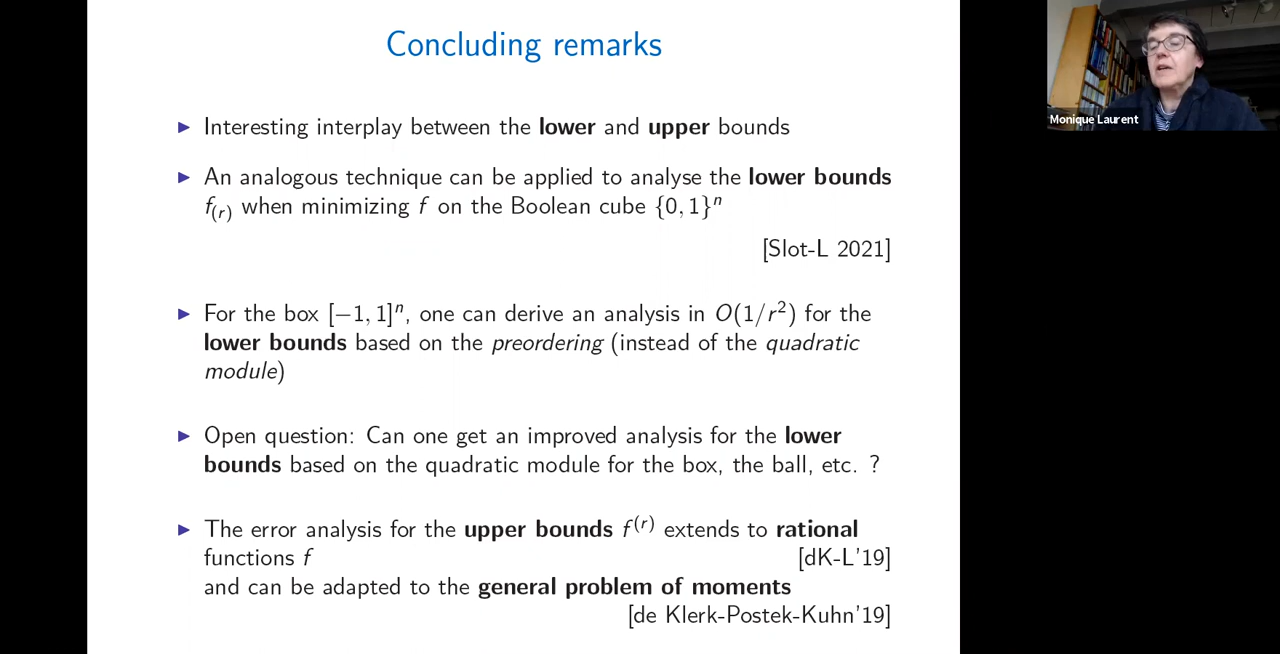 Concluding remarks
Interesting interplay between the lower and upper bounds
An analogous technique can be applied to analyse the lower bounds
f_(r) when minimizing f on the Boolean cube {0, 1}^n
[Slot-L 2021]
For the box [−1, 1]^n, one can derive an analysis in O(1/r^2) for the
lower bounds based on the preordering (instead of the quadratic
module)
Open question: Can one get an improved analysis for the lower
bounds based on the quadratic module for the box, the ball, etc. ?
The error analysis for the upper bounds f^(r) extends to rational
functions f [dK-L'19]
and can be adapted to the general problem of moments
[de Klerk-Postek-Kuhn'19]
Monique Laurent